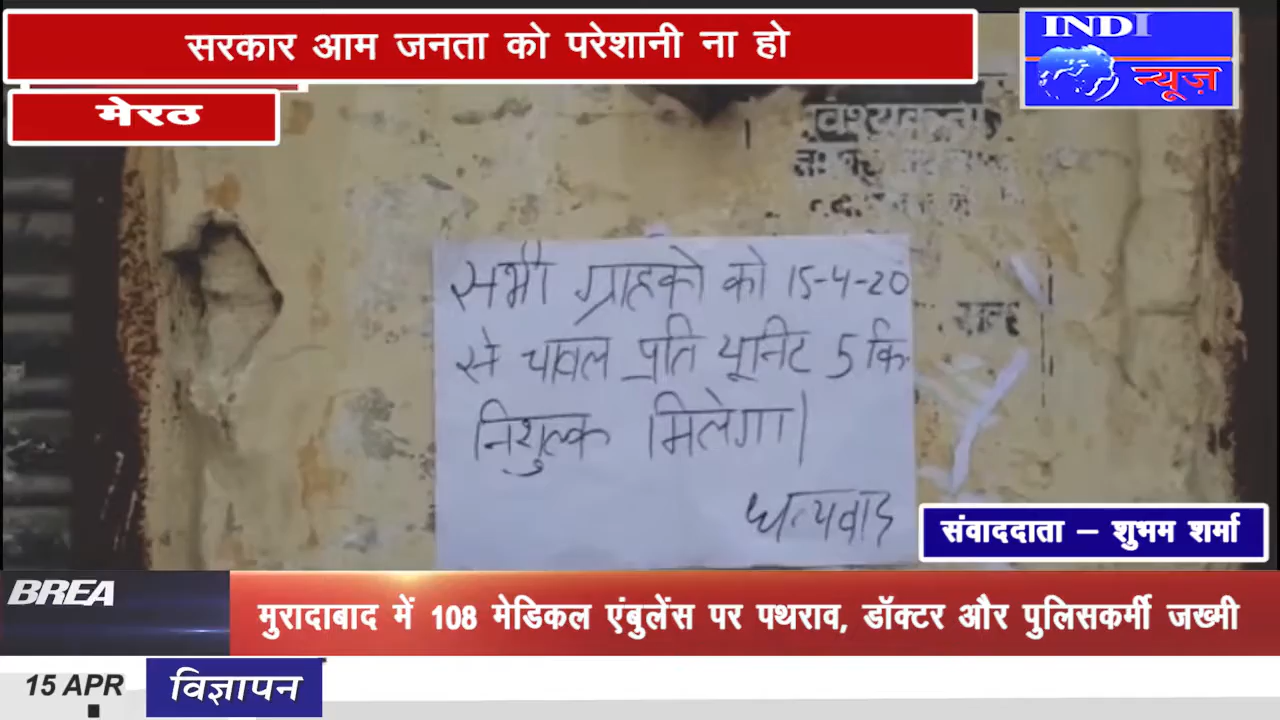 सरकार आम जनता को परेशानी ना हो
INDI
न्यूज़
मेरठ
सभी ग्राहको को 15-4-20
से चावल प्रति यूनिट 5 कि.
निशुल्क मिलेगा।
धन्यवाद
संवाददाता – शुभम शर्मा
BREA
मुरादाबाद में 108 मेडिकल एंबुलेंस पर पथराव, डॉक्टर और पुलिसकर्मी जख्मी
15 APR
विज्ञापन